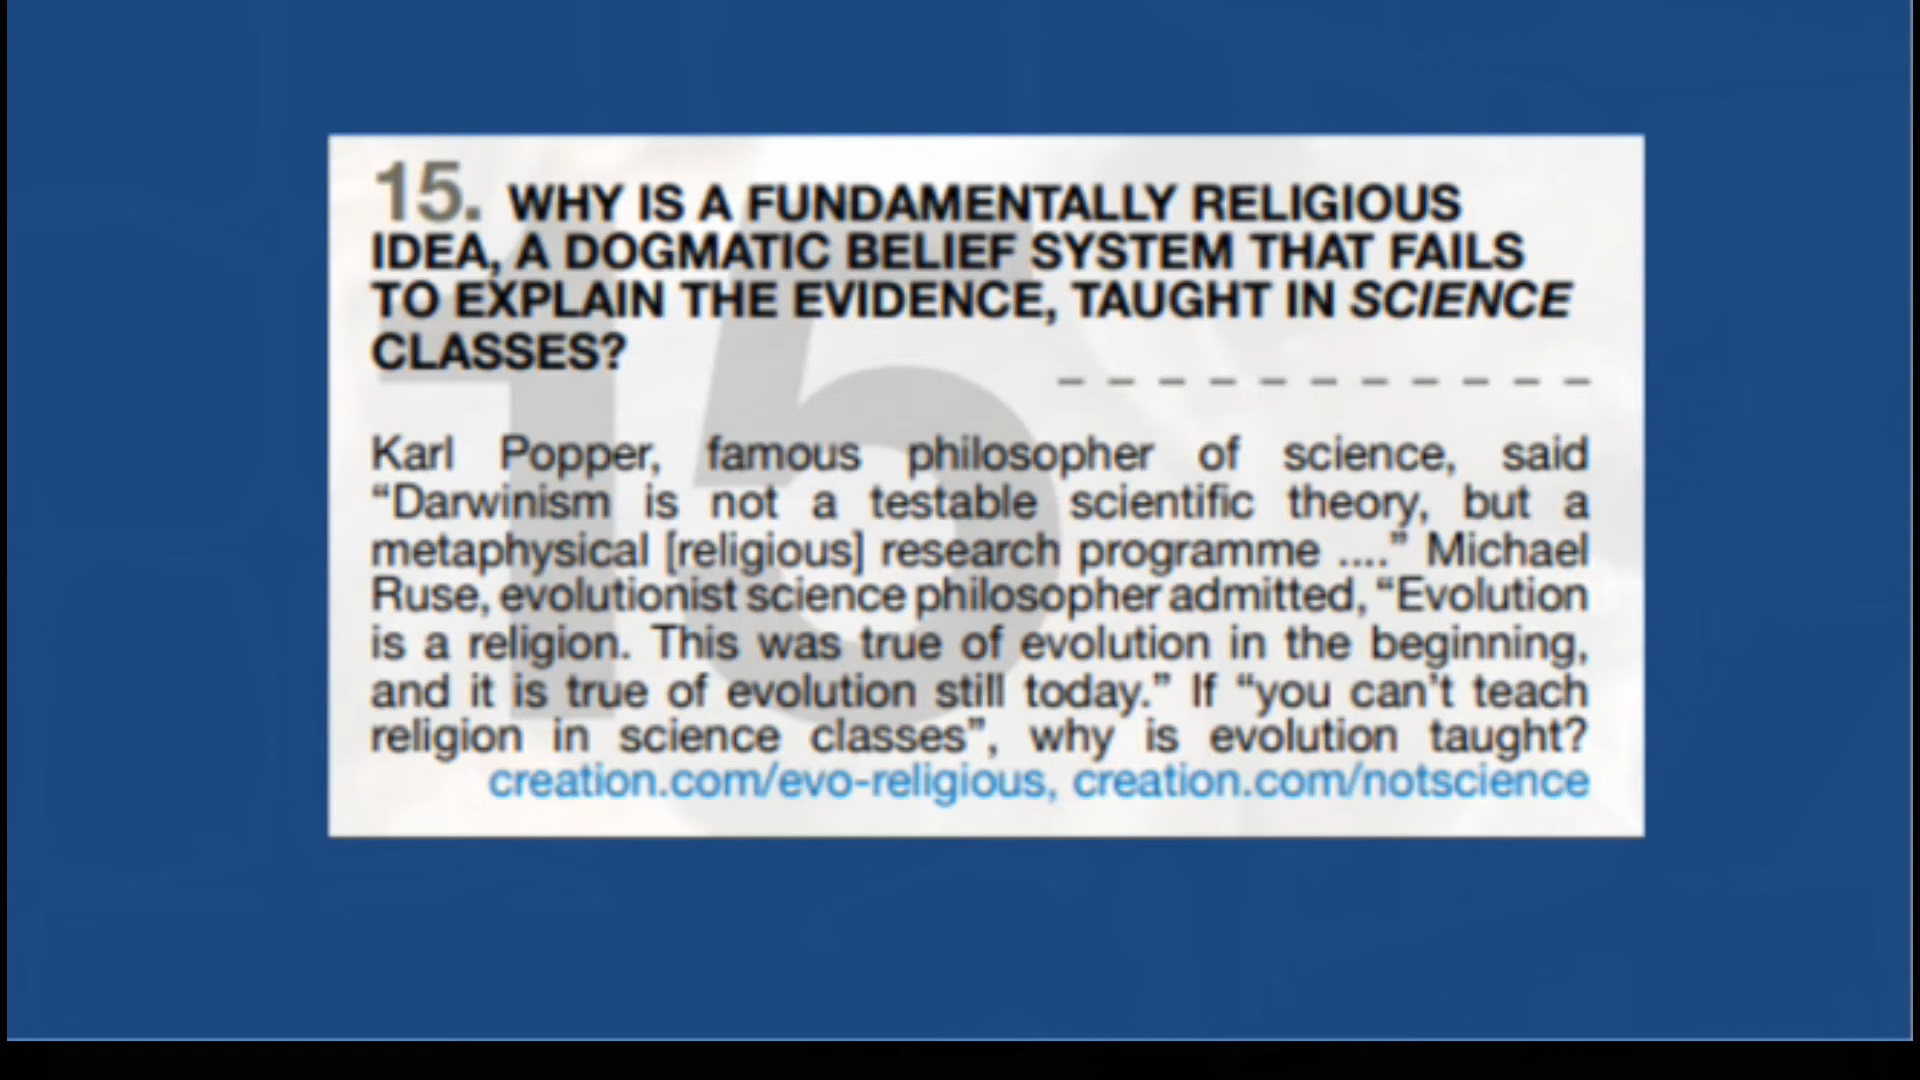 15. WHY IS A FUNDAMENTALLY RELIGIOUS
IDEA, A DOGMATIC BELIEF SYSTEM THAT FAILS
TO EXPLAIN THE EVIDENCE, TAUGHT IN SCIENCE
CLASSES?
Karl Popper, famous philosopher of science, said
“Darwinism is not a testable scientific theory, but a
metaphysical [religious] research programme ....” Michael
Ruse, evolutionist science philosopher admitted, “Evolution
is a religion. This was true of evolution in the beginning,
and it is true of evolution still today.” If “you can’t teach
religion in science classes”, why is evolution taught?
creation.com/evo-religious, creation.com/notscience